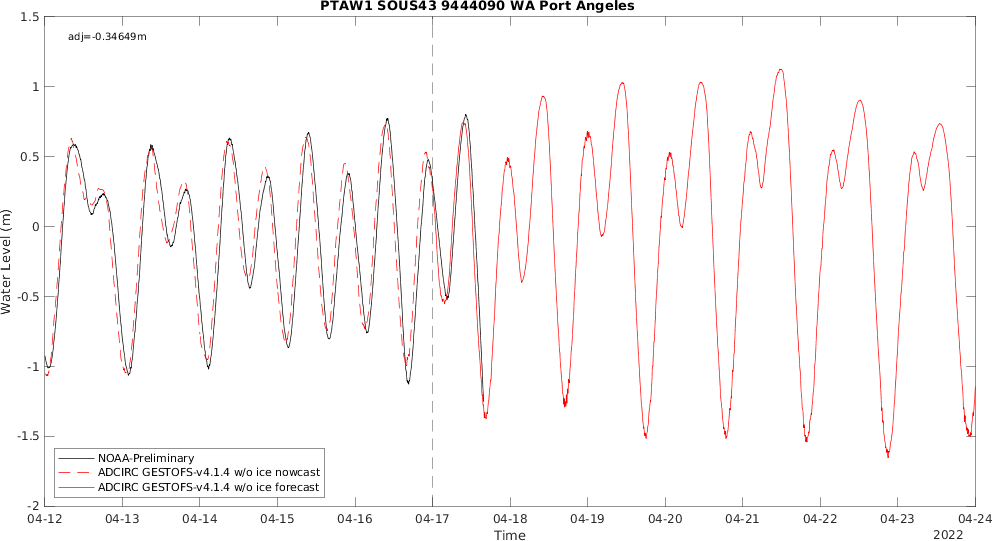 PTAW1 SOUS43 9444090 WA Port Angeles
adj=-0.34649m
1.5
1
0.5
0
-0.5
-1
-1.5
-2
Water Level (m)
NOAA-Preliminary
ADCIRC GESTOFS-v4.1.4 w/o ice nowcast
ADCIRC GESTOFS-v4.1.4 w/o ice forecast
04-12 04-13 04-14 04-15 04-16 04-17 04-18 04-19 04-20 04-21 04-22 04-23 04-24
Time
2022